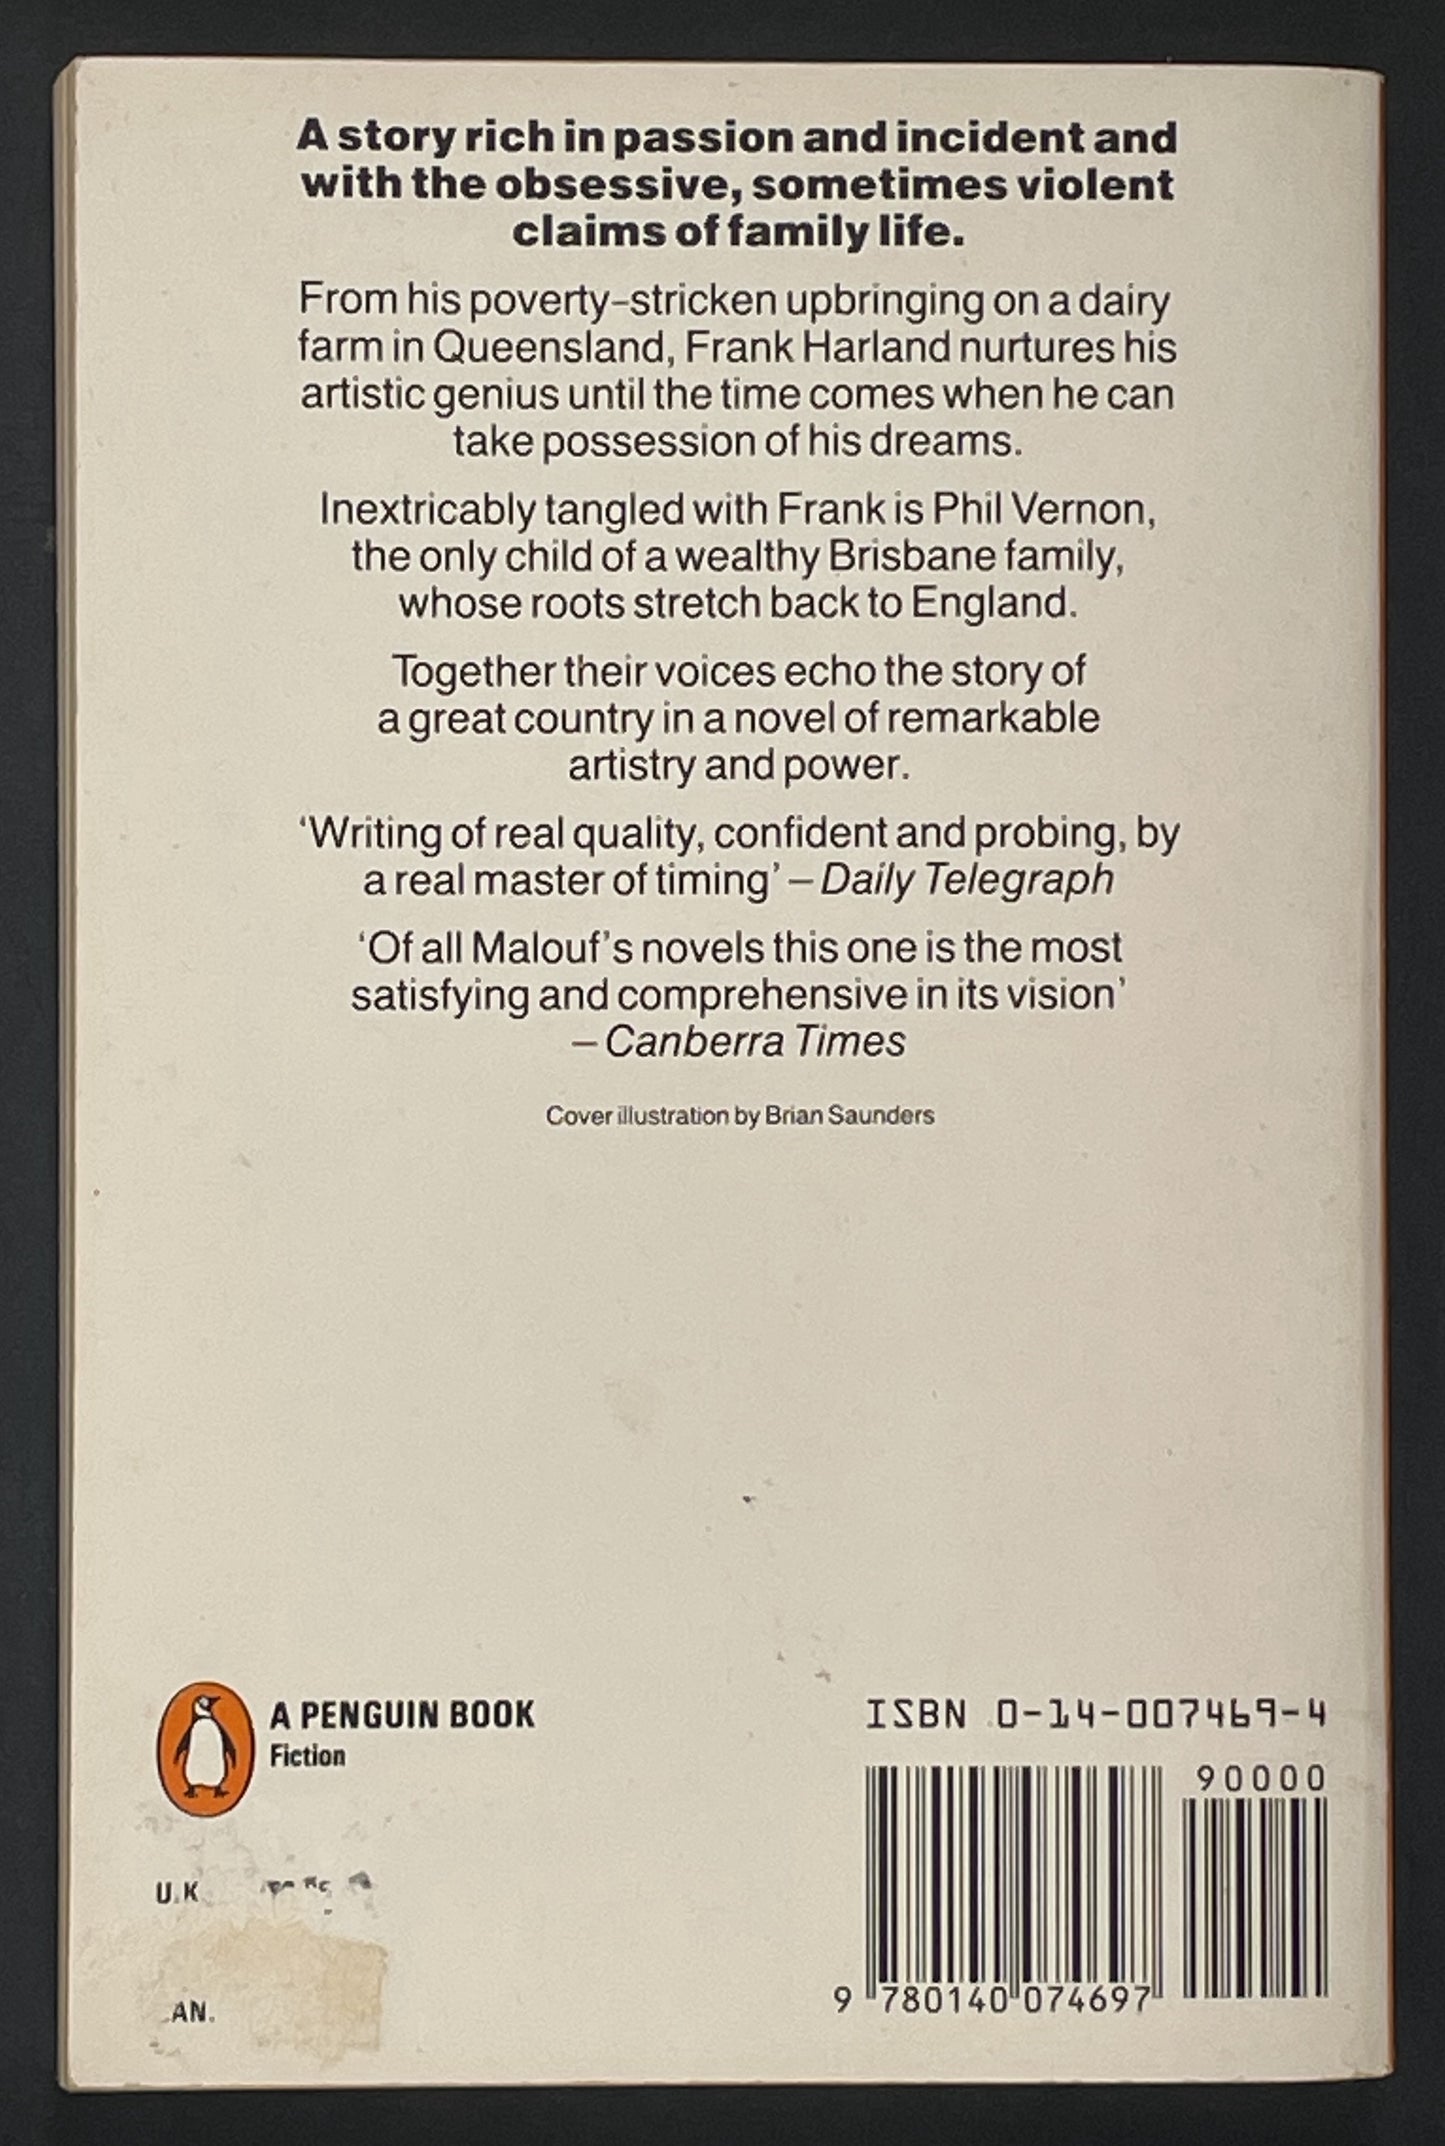 A story rich in passion and incident and
with the obsessive, sometimes violent
claims of family life.
From his poverty-stricken upbringing on a dairy
farm in Queensland, Frank Harland nurtures his
artistic genius until the time comes when he can
take possession of his dreams.
Inextricably tangled with Frank is Phil Vernon,
the only child of a wealthy Brisbane family,
whose roots stretch back to England.
Together their voices echo the story of
a great country in a novel of remarkable
artistry and power.
‘Writing of real quality, confident and probing, by
a real master of timing’ – Daily Telegraph
‘Of all Malouf’s novels this one is the most
satisfying and comprehensive in its vision’
– Canberra Times
Cover illustration by Brian Saunders
A PENGUIN BOOK
Fiction
U.K
AN.
ISBN 0-14-007469-4
90000
9 780140 074697